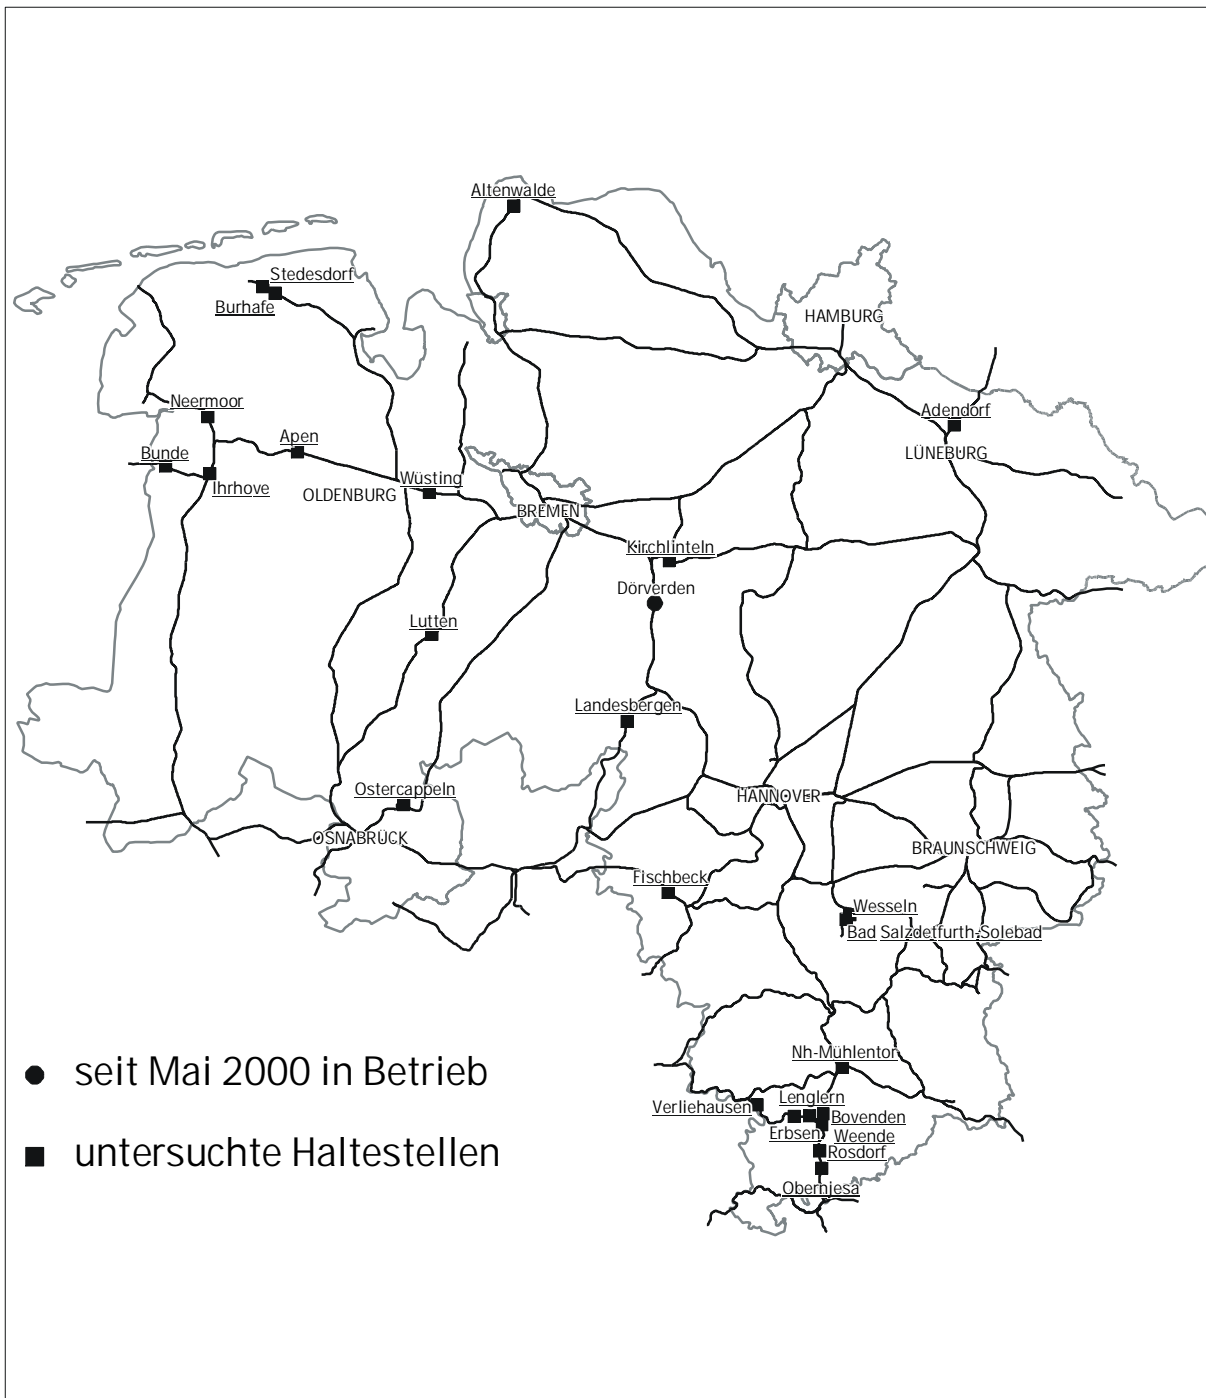 Altenwalde
Stedesdorf
Burhafe
HAMBURG
Neermoor
Adendorf
Apen
Bunde
LÜNEBURG
Wüsting
Ihrhove
OLDENBURG
BREMEN
Kirchlinteln
Dörverden
Lutten
Landesbergen
Ostercappeln
HANNOVER
OSNABRÜCK
BRAUNSCHWEIG
Fischbeck
Wesseln
Bad Salzdetfurth-Solebad
Nh-Mühlentor
seit Mai 2000 in Betrieb
Lenglern
Verliehausen
Bovenden
Erbsen
Weende
untersuchte Haltestellen
Rosdorf
Obernjesa